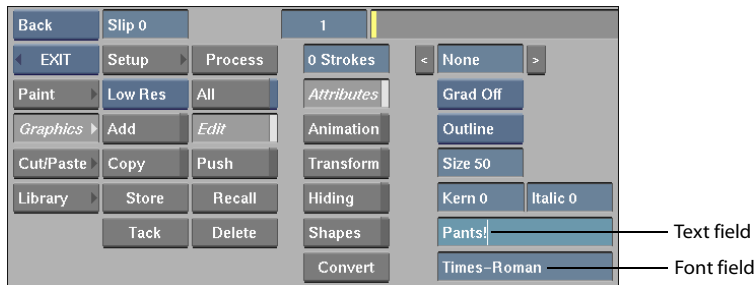 Back Slip 0 1
EXIT Setup Process 0 Strokes < None >
Paint Low Res All Attributes Grad Off
Graphics Add Edit Animation Outline
Cut/Paste Copy Push Transform Size 50
Library Store Recall Hiding Kern 0 Italic 0
Tack Delete Shapes Pants! Text field
Convert Times-Roman Font field